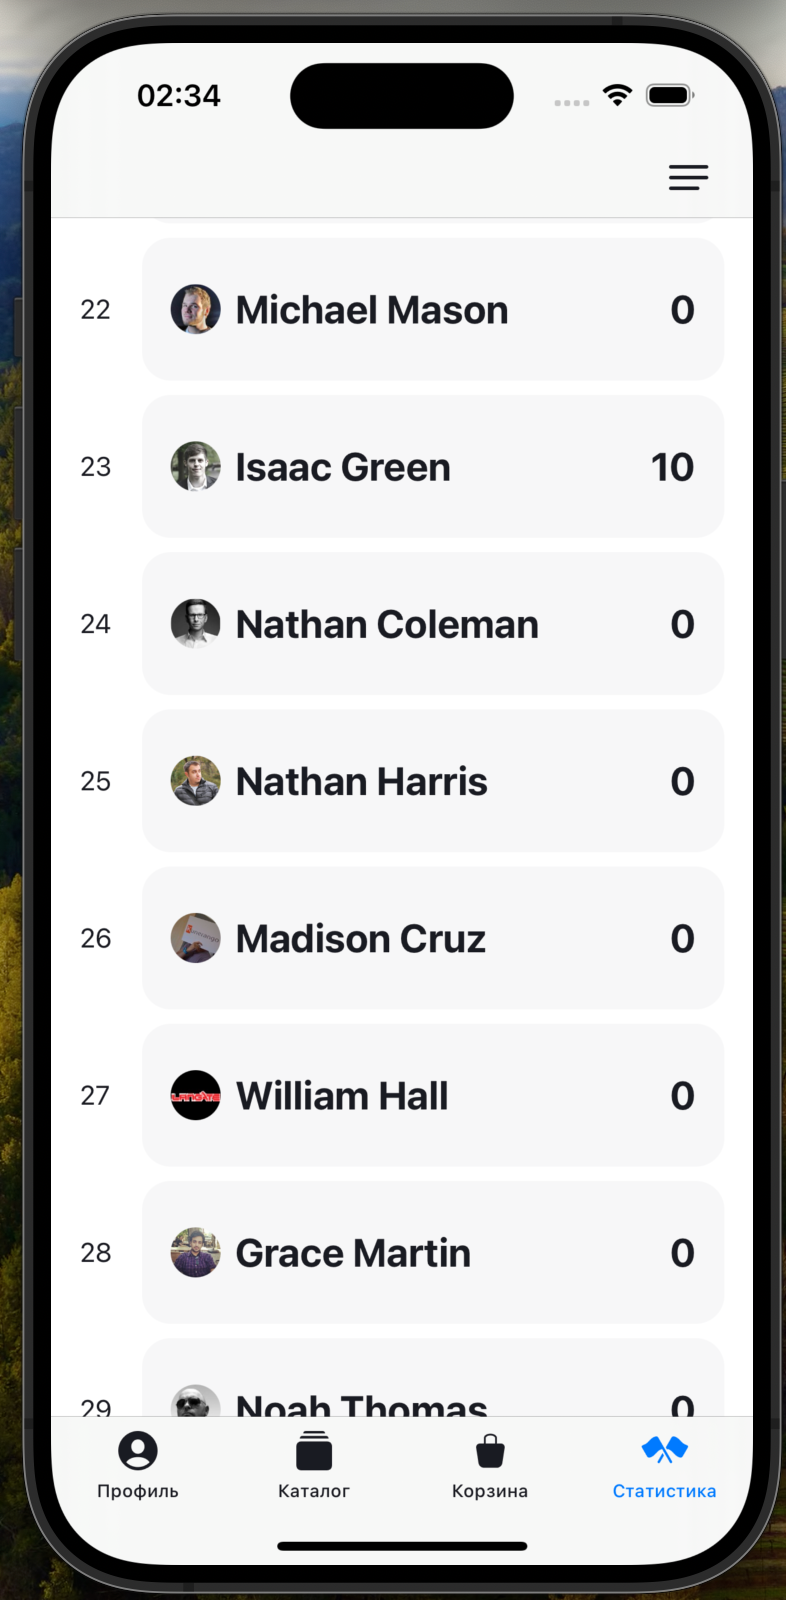 02:34
22 Michael Mason 0
23 Isaac Green 10
24 Nathan Coleman 0
25 Nathan Harris 0
26 Madison Cruz 0
27 William Hall 0
28 Grace Martin 0
29 Noah Thomas 0
Профиль Каталог Корзина Статистика